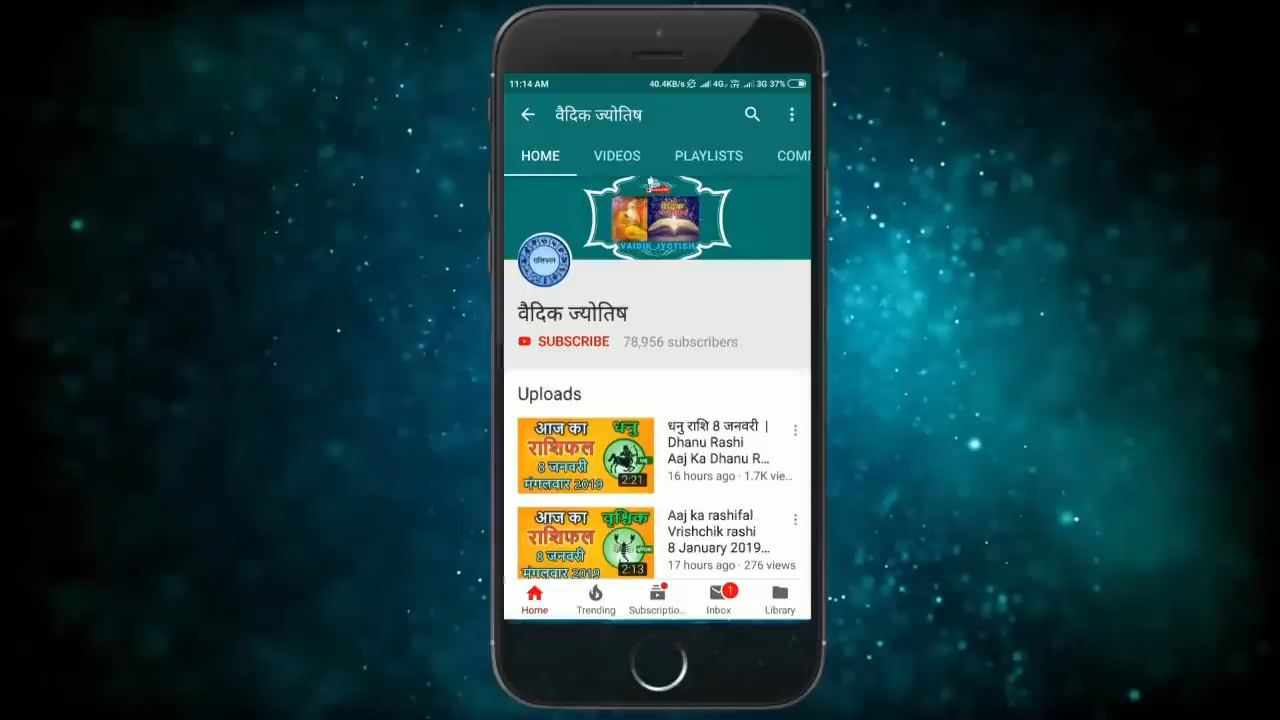 11:14 AM
40.4KB/s 4G 3G 37%
वैदिक ज्योतिष
HOME VIDEOS PLAYLISTS COM
वैदिक
VAIDIK JYOTISH
राशिफल
वैदिक ज्योतिष
SUBSCRIBE 78,956 subscribers
Uploads
आज का धनु
राशिफल
8 जनवरी
मंगलवार 2019
2:21
धनु राशि 8 जनवरी |
Dhanu Rashi
Aaj Ka Dhanu R...
16 hours ago · 1.7K vie...
आज का वृश्चिक
राशिफल
8 जनवरी
मंगलवार 2019
2:13
Aaj ka rashifal
Vrishchik rashi
8 January 2019...
17 hours ago · 276 views
1
Home Trending Subscriptio... Inbox Library